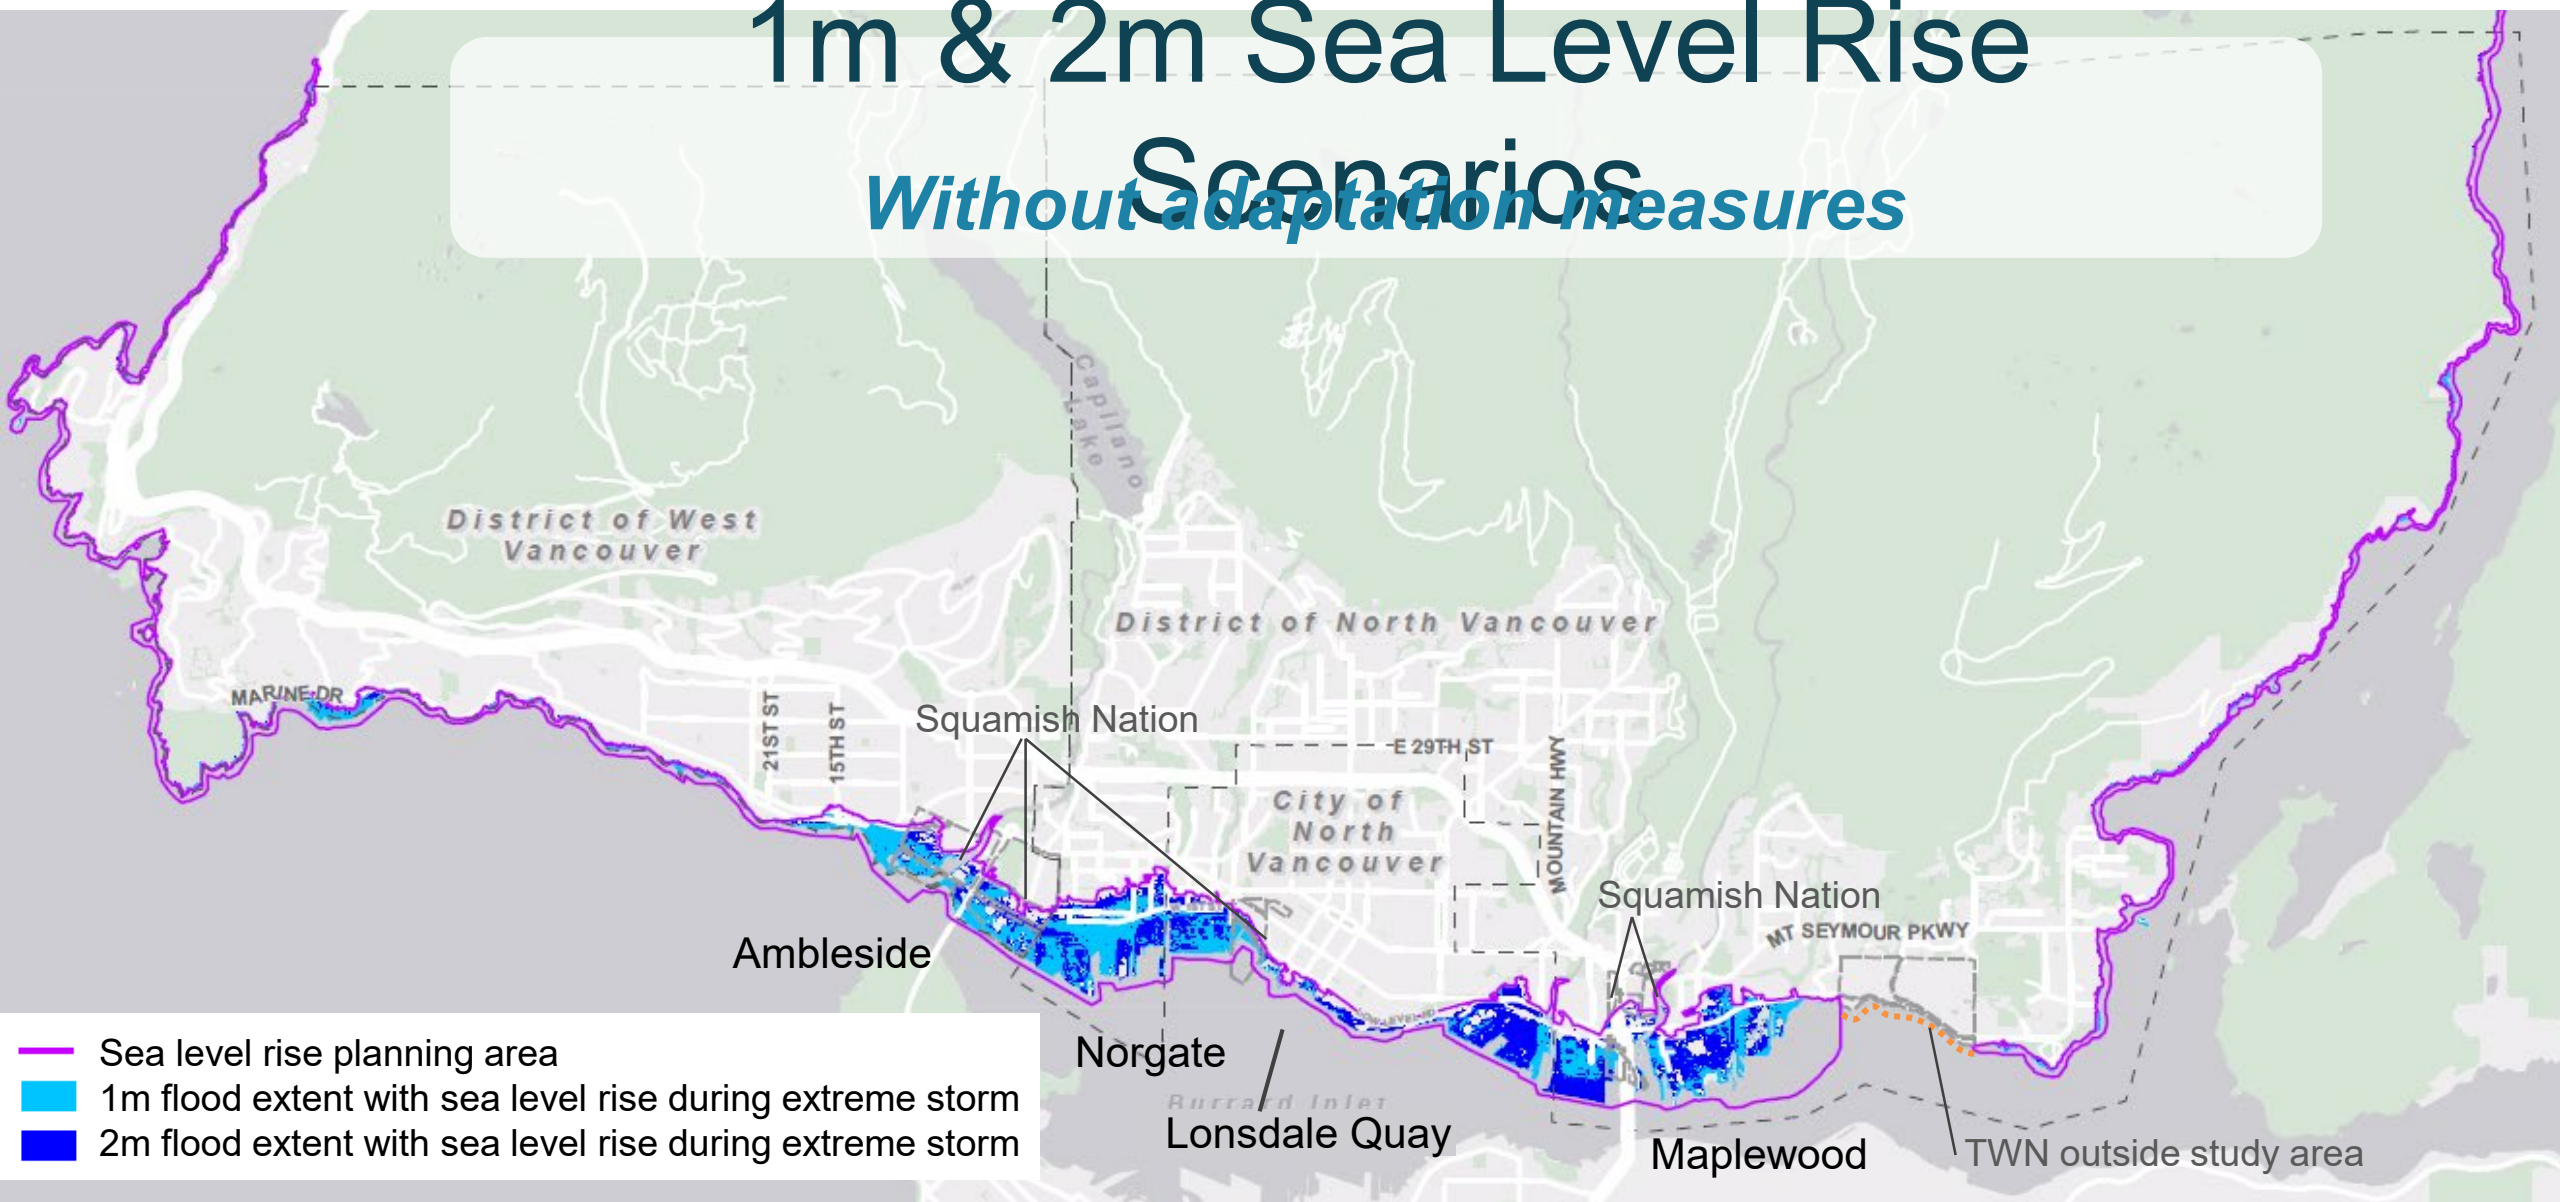 1m & 2m Sea Level Rise
Scenarios
Without adaptation measures
Capilano
Lake
District of West
Vancouver
District of North Vancouver
MARINE DR
21ST ST
15TH ST
Squamish Nation
E 29TH ST
MOUNTAIN HWY
City of
North
Vancouver
Squamish Nation
MT SEYMOUR PKWY
Ambleside
LOW LEVEL RD
Norgate
Burrard Inlet
Lonsdale Quay
Maplewood
TWN outside study area
Sea level rise planning area
1m flood extent with sea level rise during extreme storm
2m flood extent with sea level rise during extreme storm